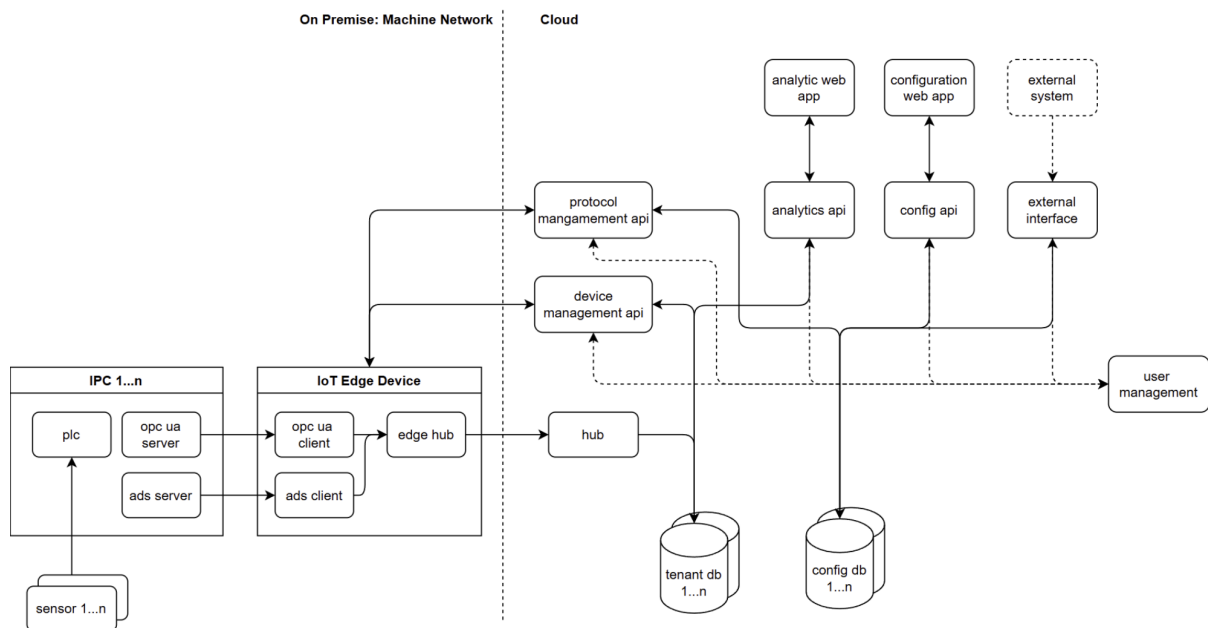 On Premise: Machine Network
Cloud
analytic web
app
configuration
web app
external
system
protocol
mangamement api
analytics api
config api
external
interface
device
management api
IPC 1...n
IoT Edge Device
user
management
plc
opc ua
server
opc ua
client
edge hub
hub
ads server
ads client
tenant db
1...n
config db
1...n
sensor 1...n